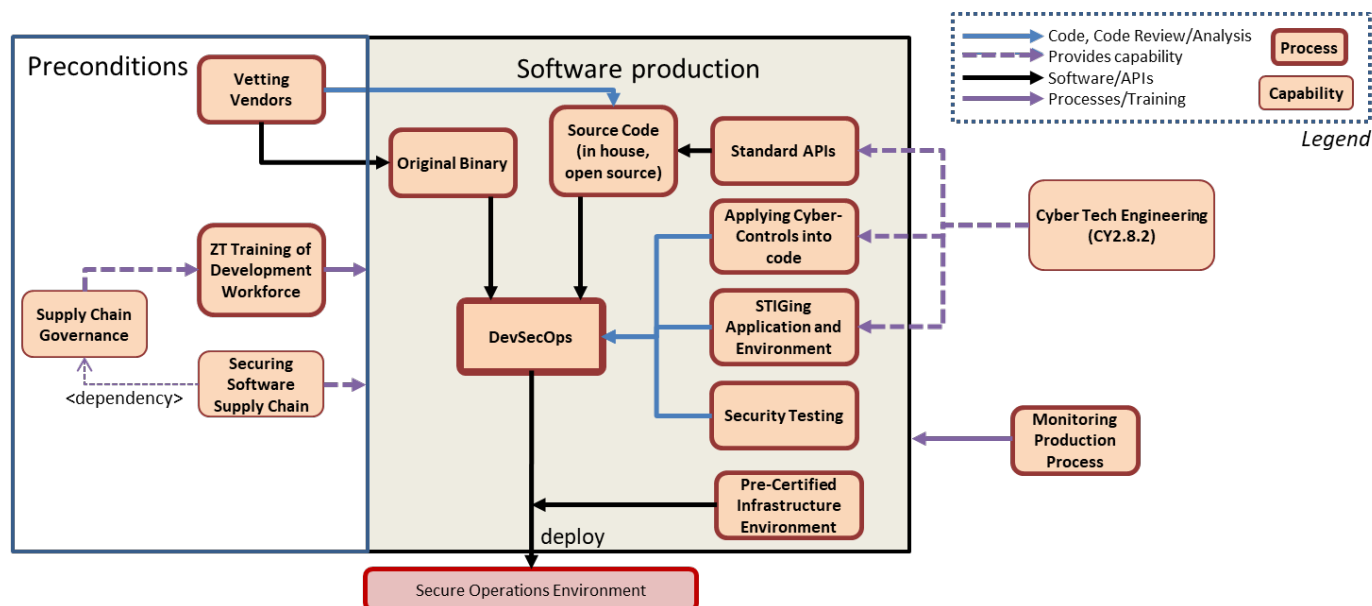 Preconditions
Vetting
Vendors
ZT Training of
Development
Workforce
Supply Chain
Governance
<dependency>
Securing
Software
Supply Chain
Software production
Original Binary
Source Code
(in house,
open source)
Standard APIs
Applying Cyber-
Controls into
code
STIGing
Application and
Environment
DevSecOps
Security Testing
Pre-Certified
Infrastructure
Environment
deploy
Secure Operations Environment
Code, Code Review/Analysis
Provides capability
Software/APIs
Processes/Training
Process
Capability
Legend
Cyber Tech Engineering
(CY2.8.2)
Monitoring
Production
Process